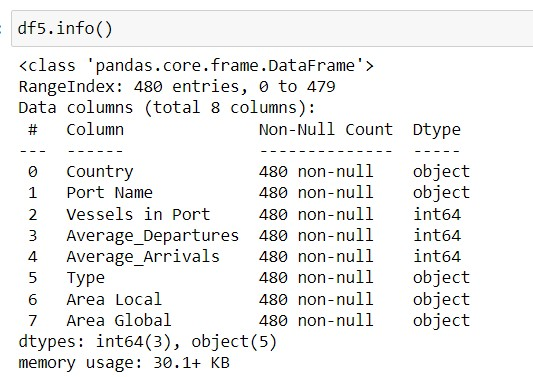 df5.info()
<class 'pandas.core.frame.DataFrame'>
RangeIndex: 480 entries, 0 to 479
Data columns (total 8 columns):
 #   Column              Non-Null Count  Dtype
---  ------              --------------  -----
 0   Country             480 non-null    object
 1   Port Name           480 non-null    object
 2   Vessels in Port     480 non-null    int64
 3   Average_Departures  480 non-null    int64
 4   Average_Arrivals    480 non-null    int64
 5   Type                480 non-null    object
 6   Area Local          480 non-null    object
 7   Area Global         480 non-null    object
dtypes: int64(3), object(5)
memory usage: 30.1+ KB